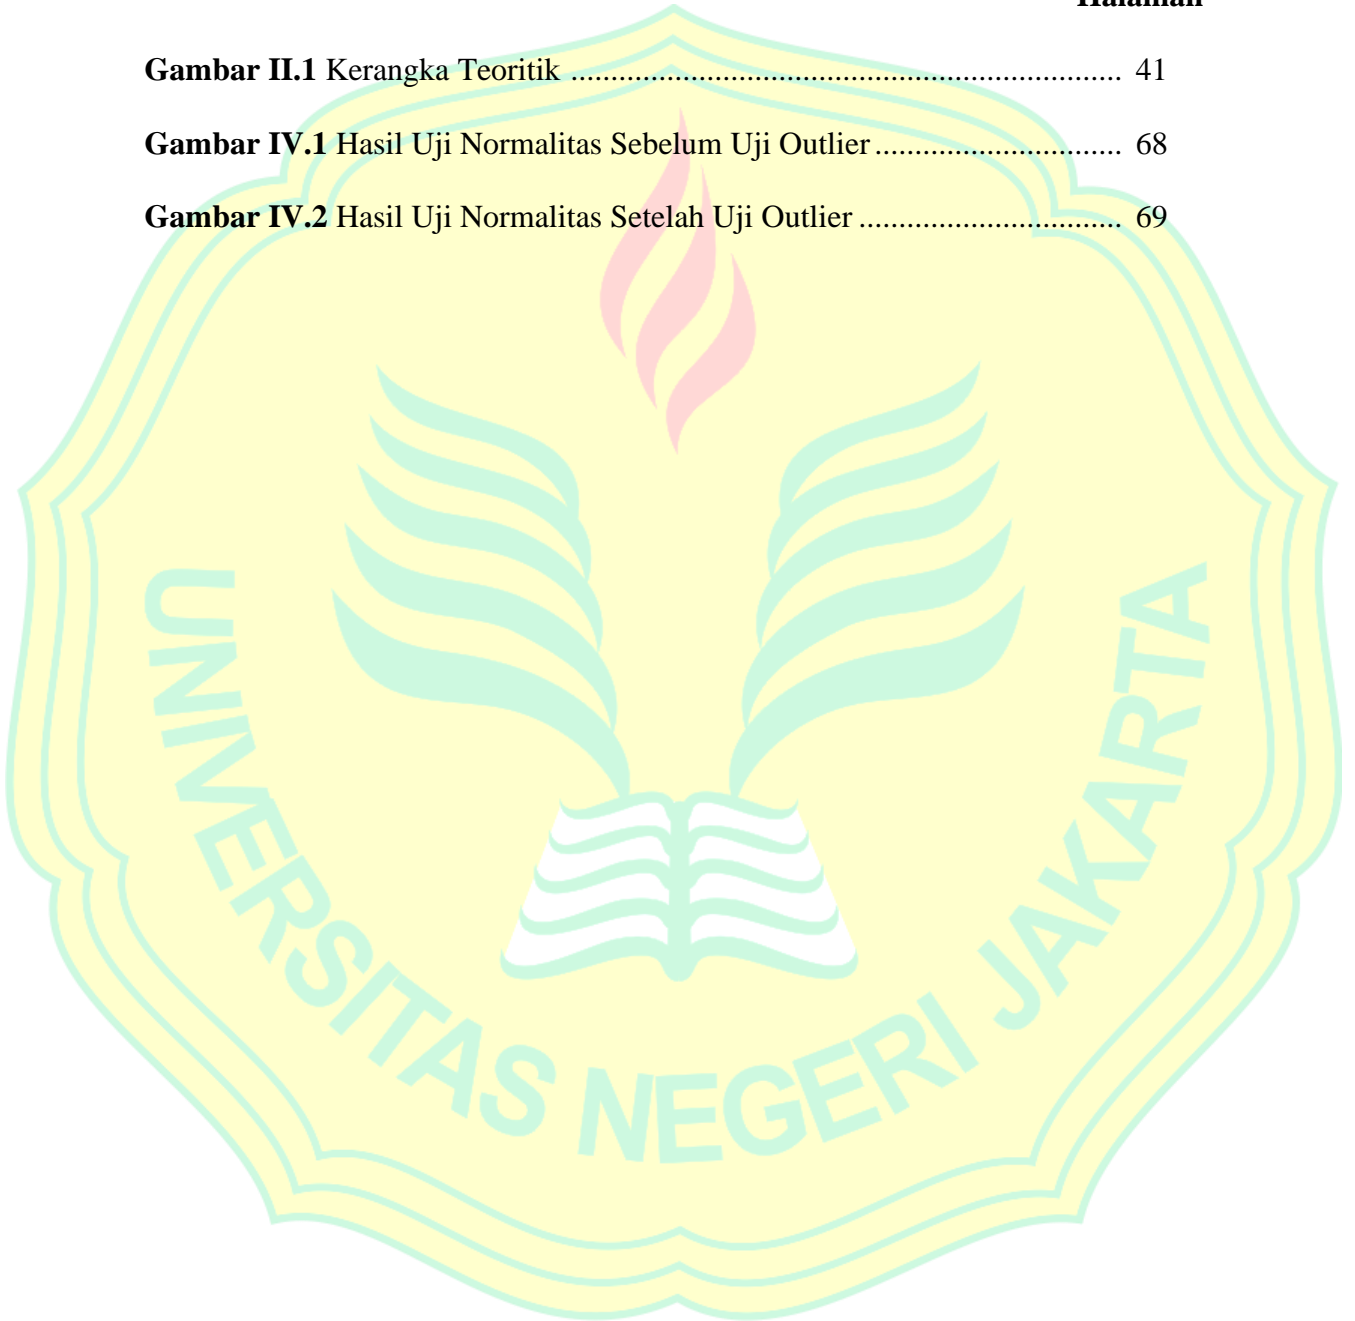 Halaman
Gambar II.1 Kerangka Teoritik ..................................................................... 41
Gambar IV.1 Hasil Uji Normalitas Sebelum Uji Outlier ............................... 68
Gambar IV.2 Hasil Uji Normalitas Setelah Uji Outlier ................................. 69
UNIVERSITAS NEGERI JAKARTA